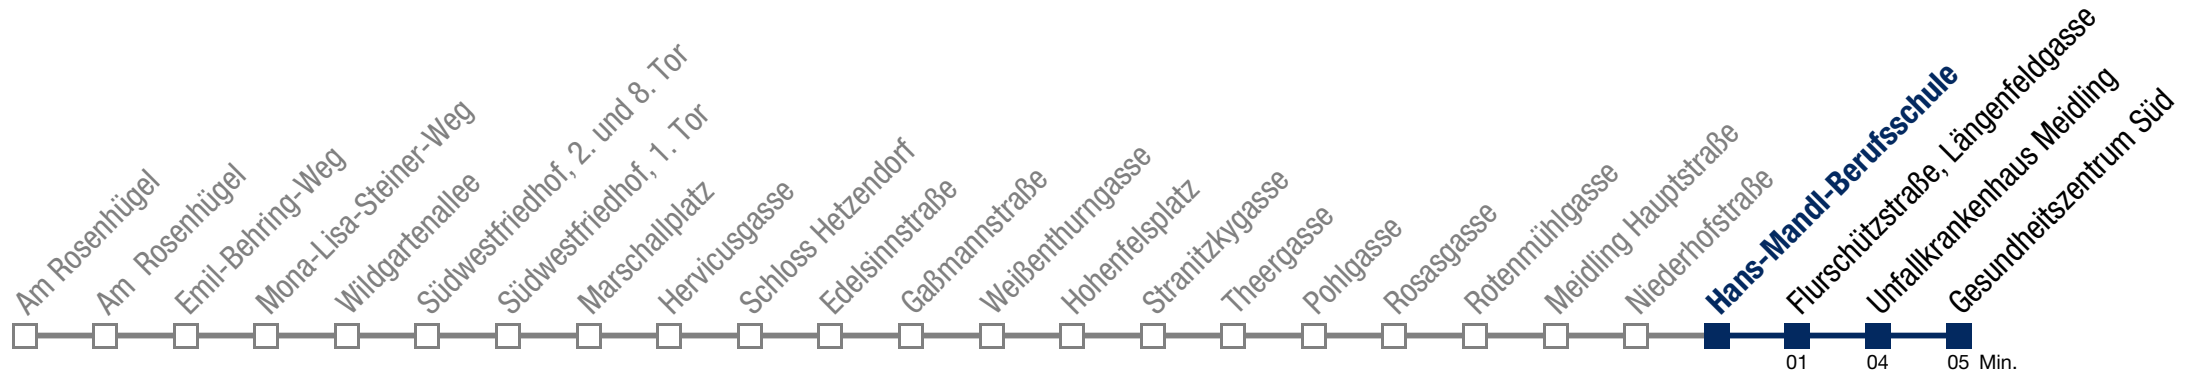 Am Rosenhügel
Am  Rosenhügel
Emil-Behring-Weg
Mona-Lisa-Steiner-Weg
Wildgartenallee
Südwestfriedhof, 2. und 8. Tor
Südwestfriedhof, 1. Tor
Marschallplatz
Hervicusgasse
Schloss Hetzendorf
Edelsinnstraße
Gaßmannstraße
Weißenthurngasse
Hohenfelsplatz
Stranitzkygasse
Theergasse
Pohlgasse
Rosasgasse
Rotenmühlgasse
Meidling Hauptstraße
Niederhofstraße
Hans-Mandl-Berufsschule
Flurschützstraße, Längenfeldgasse
Unfallkrankenhaus Meidling
Gesundheitszentrum Süd
01 04 05 Min.